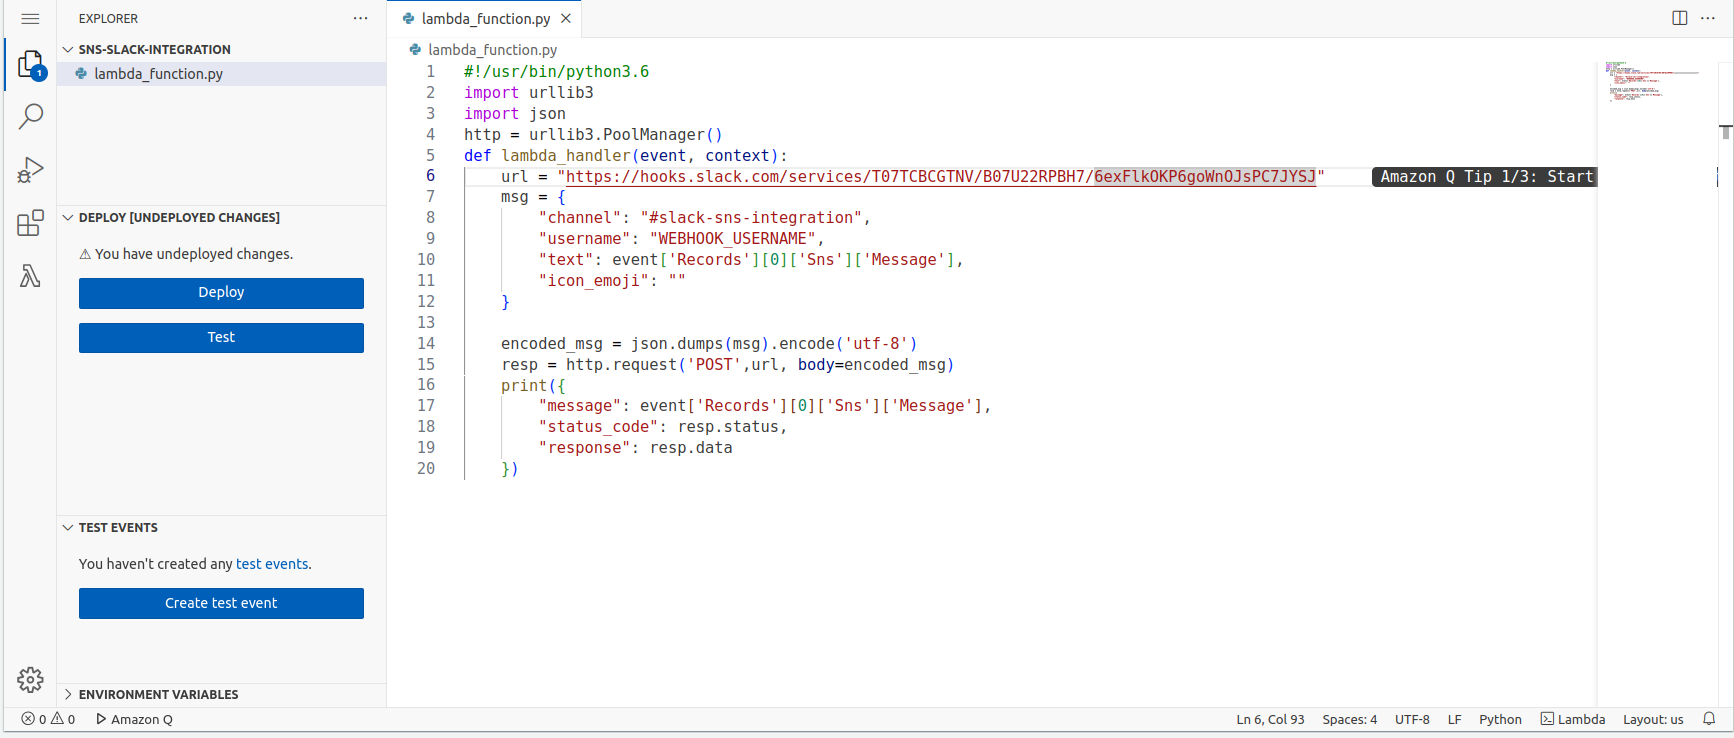 EXPLORER
lambda_function.py
SNS-SLACK-INTEGRATION
lambda_function.py
1
DEPLOY [UNDEPLOYED CHANGES]
You have undeployed changes.
Deploy
Test
TEST EVENTS
You haven't created any test events.
Create test event
ENVIRONMENT VARIABLES
lambda_function.py
1 #!/usr/bin/python3.6
2 import urllib3
3 import json
4 http = urllib3.PoolManager()
5 def lambda_handler(event, context):
6 url = "https://hooks.slack.com/services/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" Amazon Q Tip 1/3: Start
7 msg = {
8 "channel": "#slack-sns-integration",
9 "username": "WEBHOOK_USERNAME",
10 "text": event['Records'][0]['Sns']['Message'],
11 "icon_emoji": ""
12 }
13
14 encoded_msg = json.dumps(msg).encode('utf-8')
15 resp = http.request('POST',url, body=encoded_msg)
16 print({
17 "message": event['Records'][0]['Sns']['Message'],
18 "status_code": resp.status,
19 "response": resp.data
20 })
0 0 Amazon Q Ln 6, Col 93 Spaces: 4 UTF-8 LF Python Lambda Layout: us